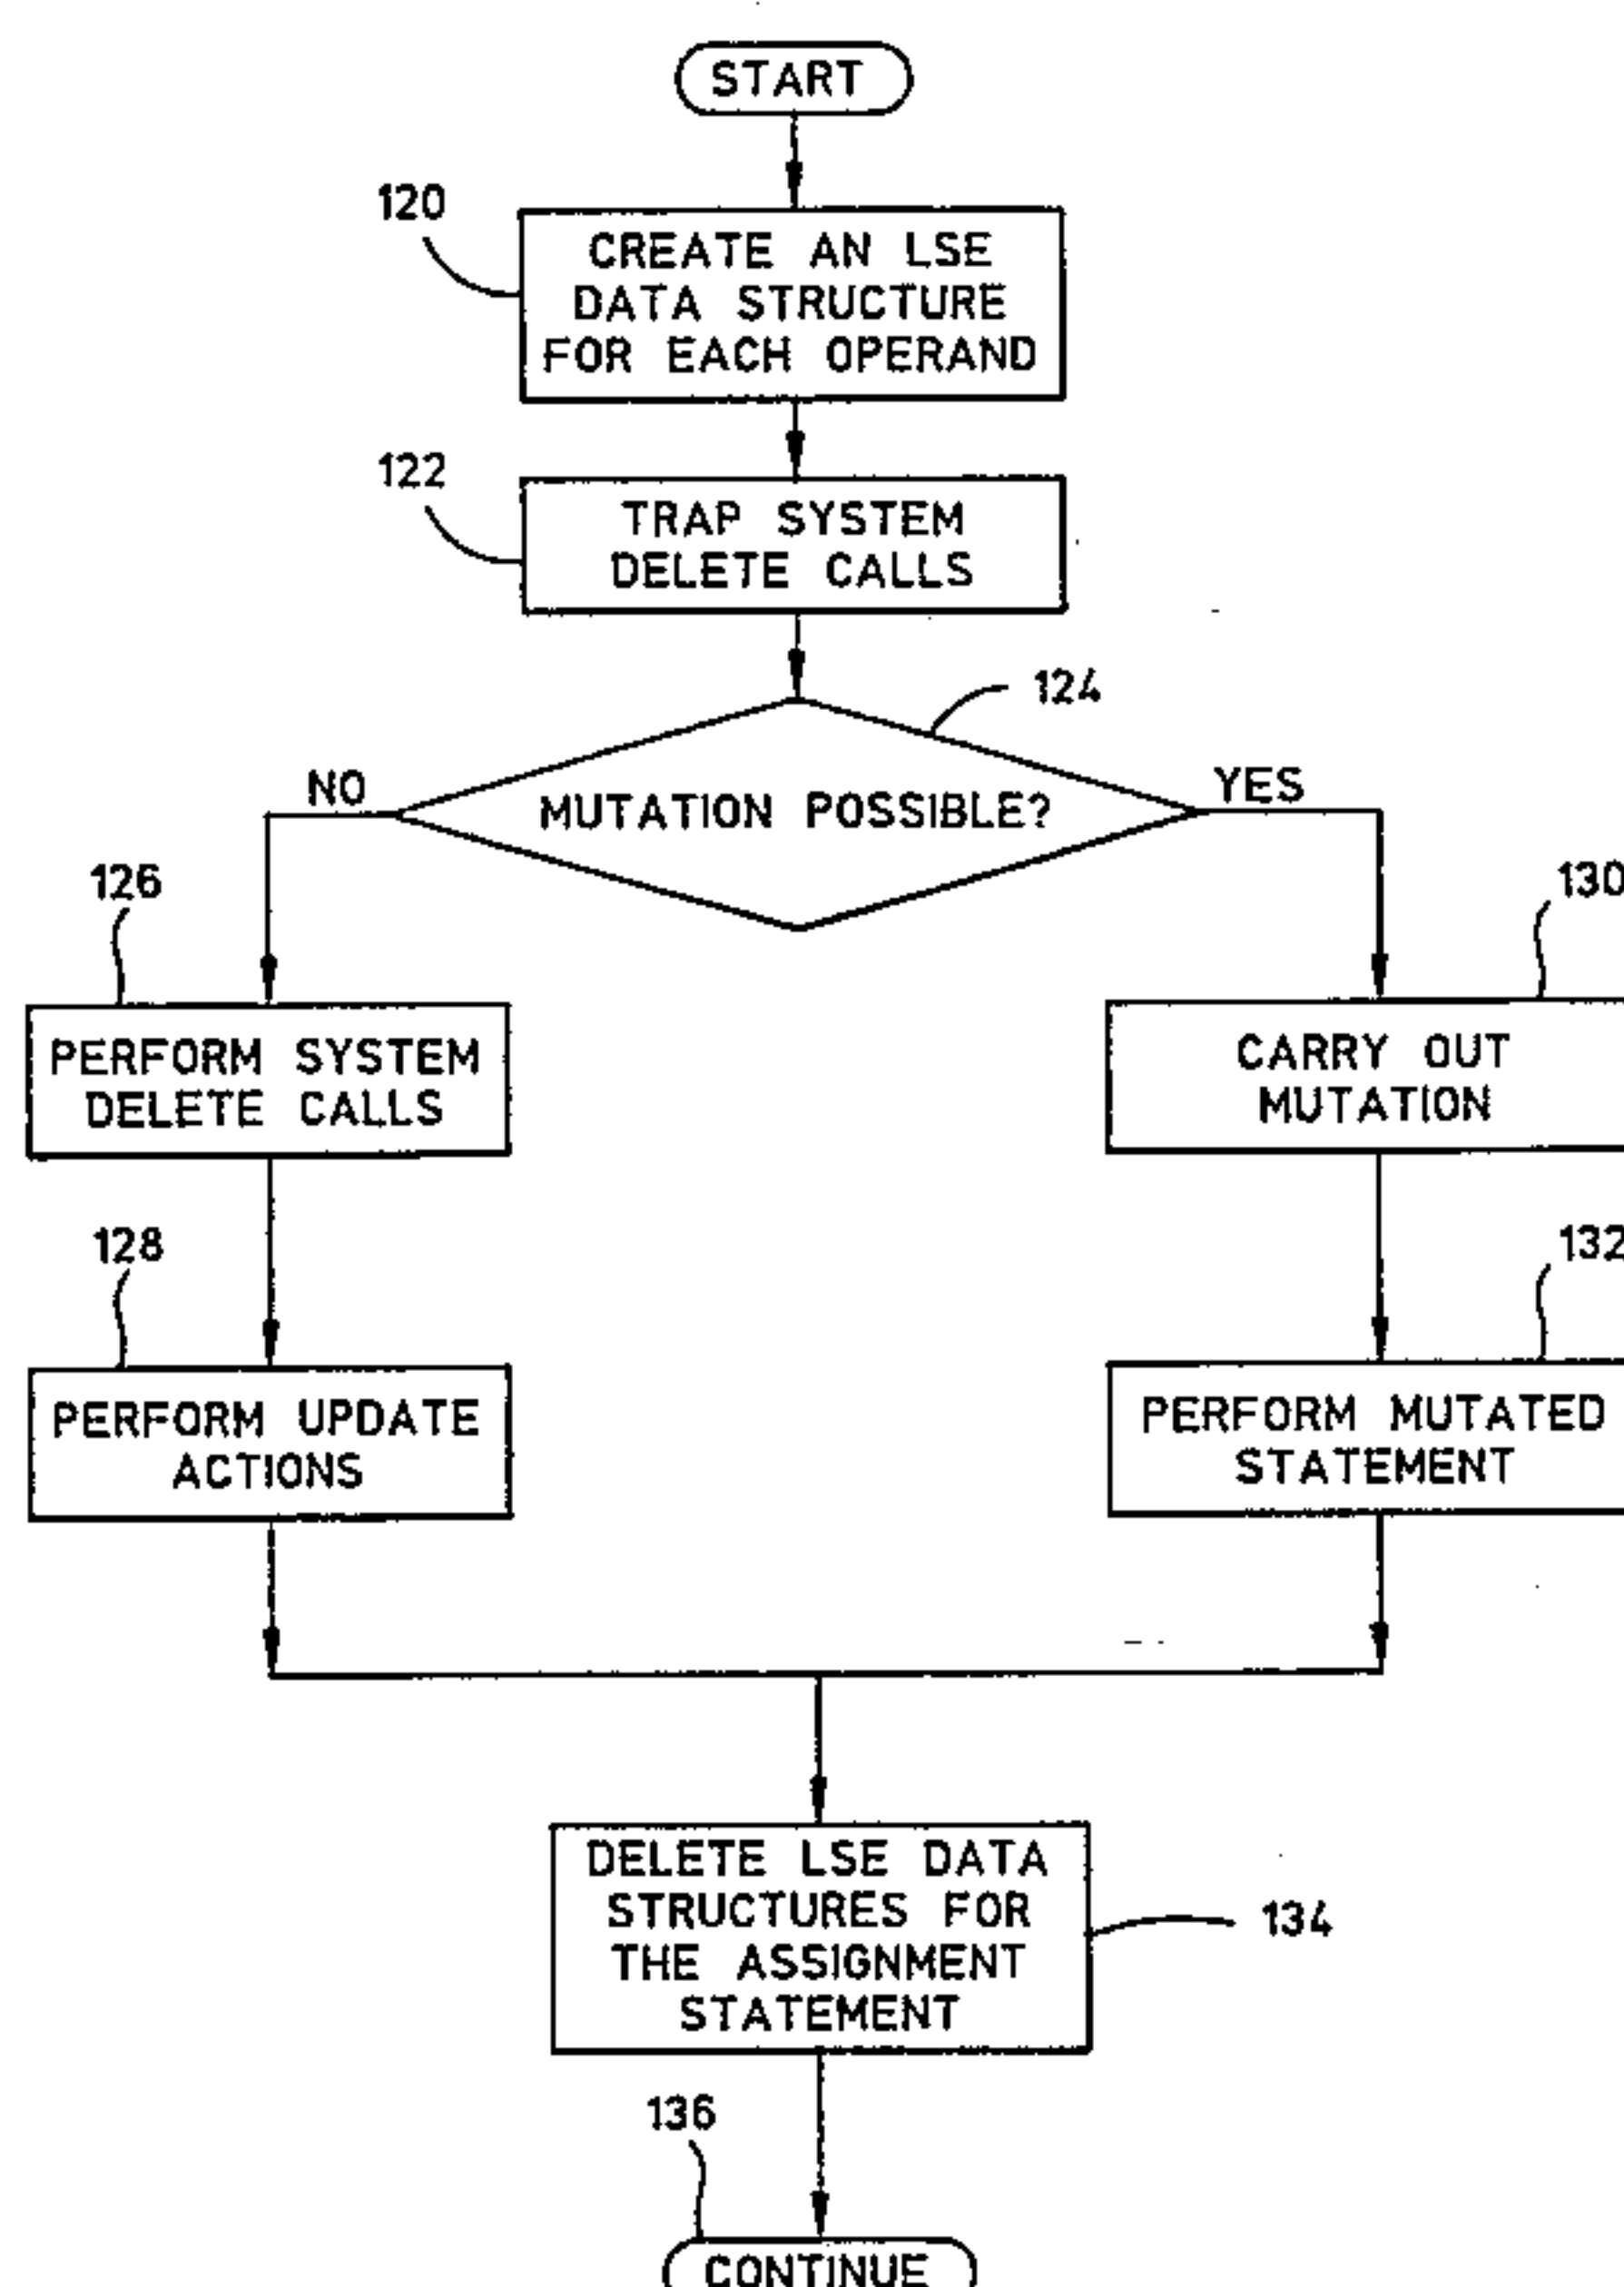 START
120
CREATE AN LSE
DATA STRUCTURE
FOR EACH OPERAND
122
TRAP SYSTEM
DELETE CALLS
124
NO
MUTATION POSSIBLE?
YES
126
130
PERFORM SYSTEM
DELETE CALLS
CARRY OUT
MUTATION
128
132
PERFORM UPDATE
ACTIONS
PERFORM MUTATED
STATEMENT
DELETE LSE DATA
STRUCTURES FOR
THE ASSIGNMENT
STATEMENT
134
136
CONTINUE